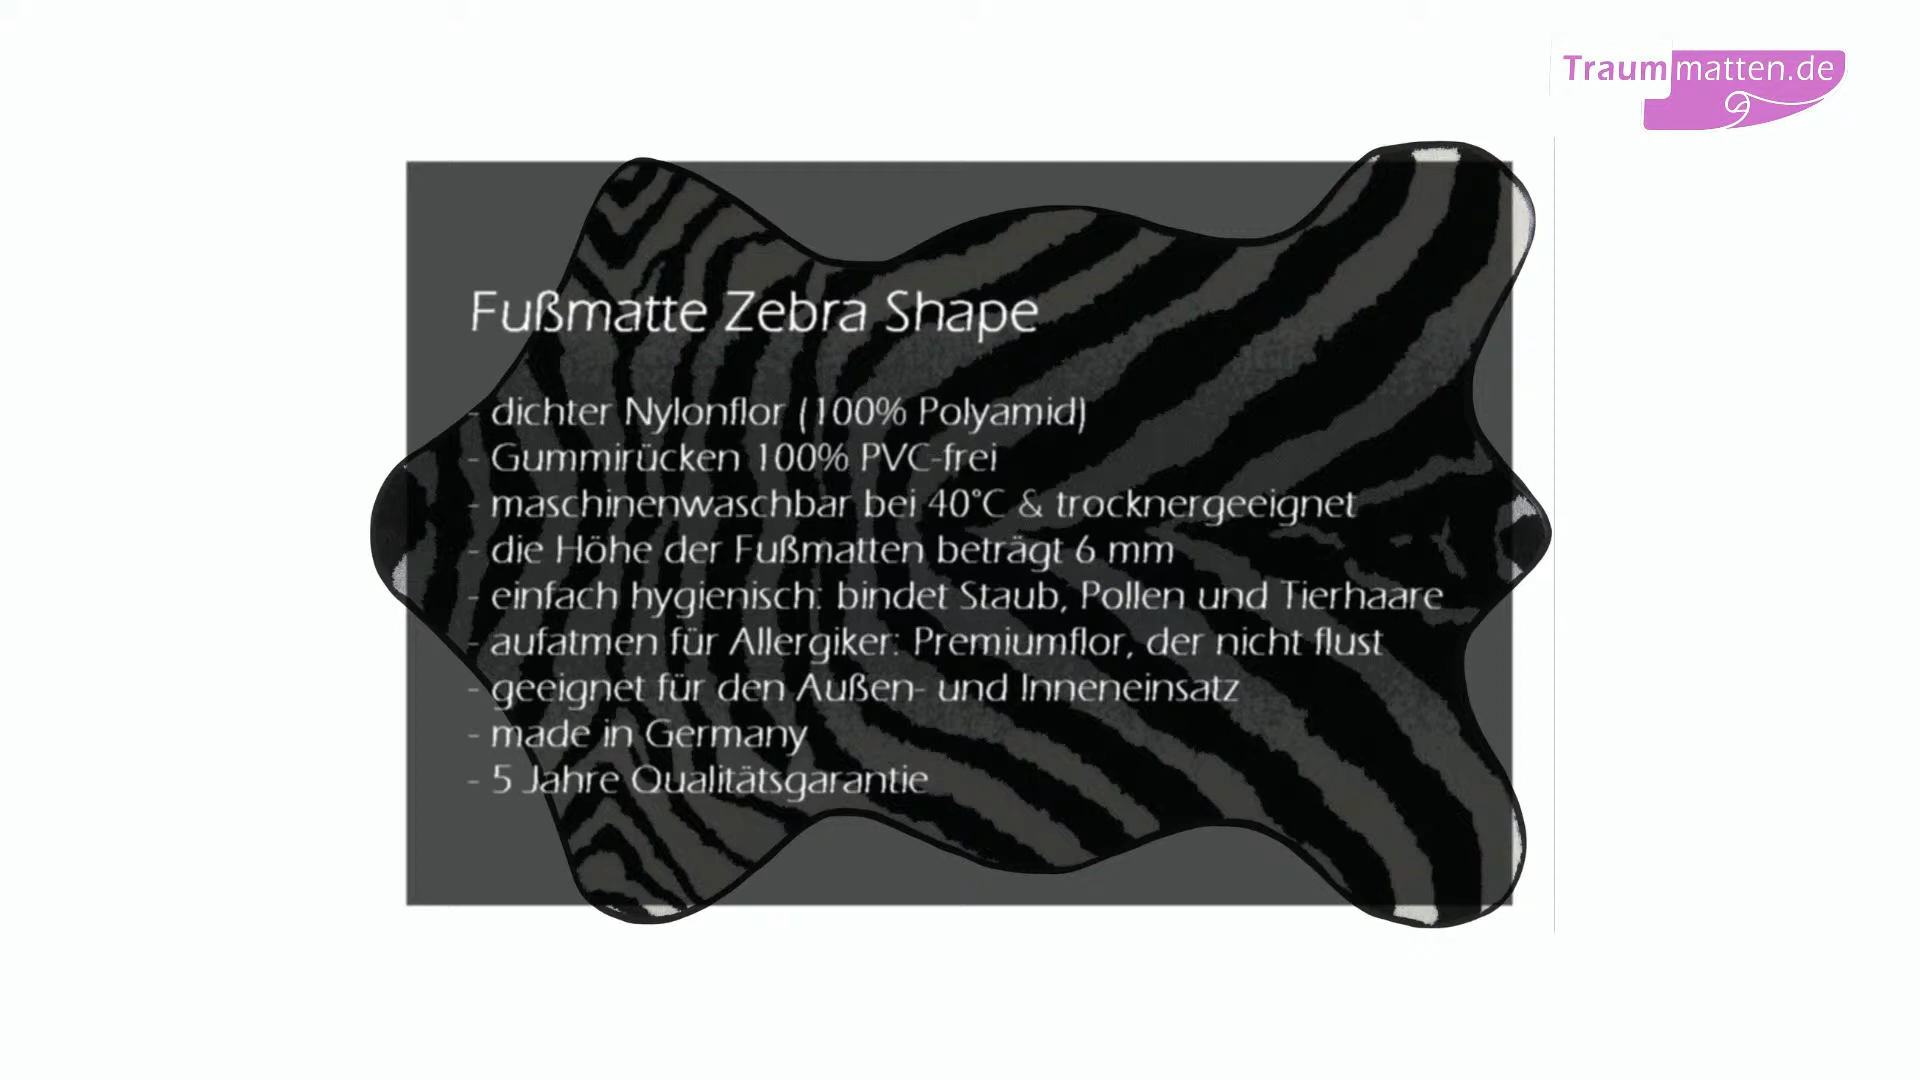 Traummatten.de
Fußmatte Zebra Shape
- dichter Nylonflor (100% Polyamid)
- Gummirücken 100% PVC-frei
- maschinenwaschbar bei 40°C & trocknergeeignet
- die Höhe der Fußmatten beträgt 6 mm
- einfach hygienisch: bindet Staub, Pollen und Tierhaare
- aufatmen für Allergiker: Premiumflor, der nicht flust
- geeignet für den Außen- und Inneneinsatz
- made in Germany
- 5 Jahre Qualitätsgarantie